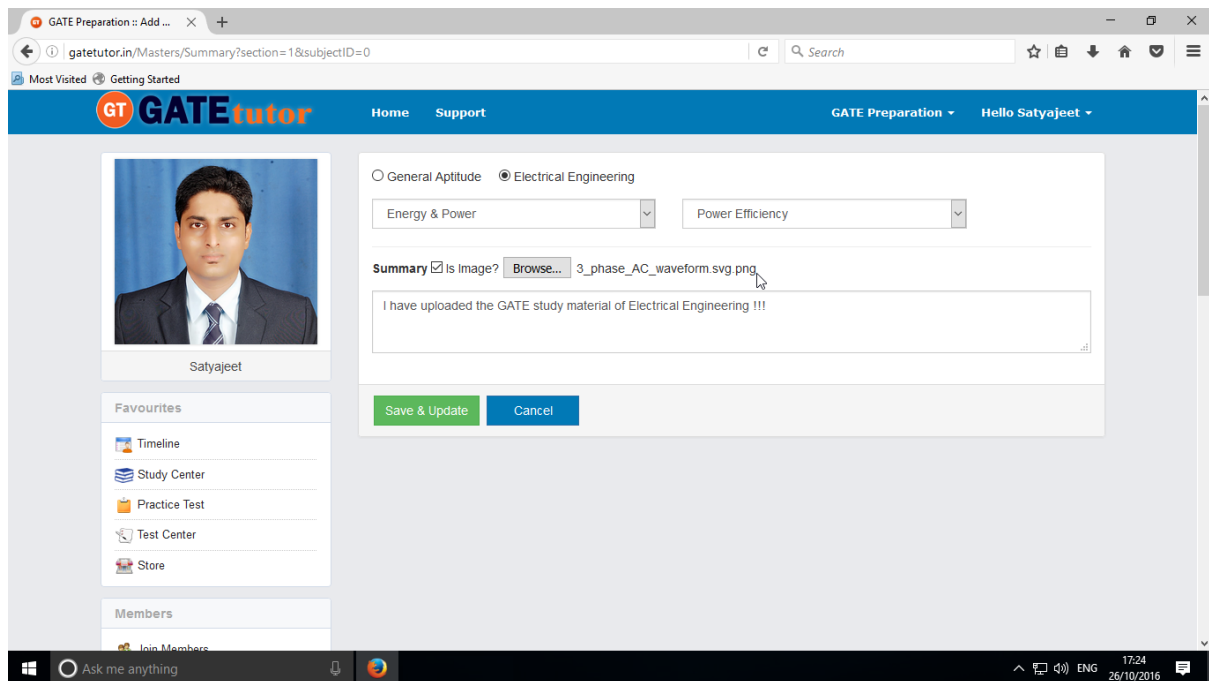 GATE Preparation :: Add ...
gatetutor.in/Masters/Summary?section=1&subjectID=0
Search
Most Visited Getting Started
GT GATEtutor Home Support GATE Preparation Hello Satyajeet
General Aptitude Electrical Engineering
Energy & Power Power Efficiency
Summary Is Image? Browse... 3_phase_AC_waveform.svg.png
I have uploaded the GATE study material of Electrical Engineering !!!
Satyajeet
Save & Update Cancel
Favourites
Timeline
Study Center
Practice Test
Test Center
Store
Members
Join Members
Ask me anything
ENG
17:24
26/10/2016